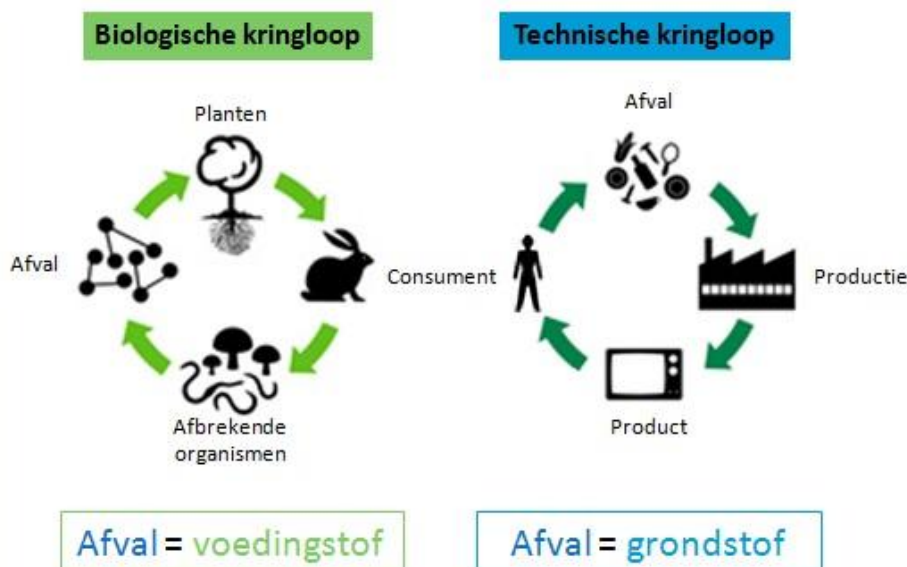 Biologische kringloop
Technische kringloop
Planten
Afval
Afval
Consument
Productie
Afbrekende
organismen
Product
Afval = voedingstof
Afval = grondstof